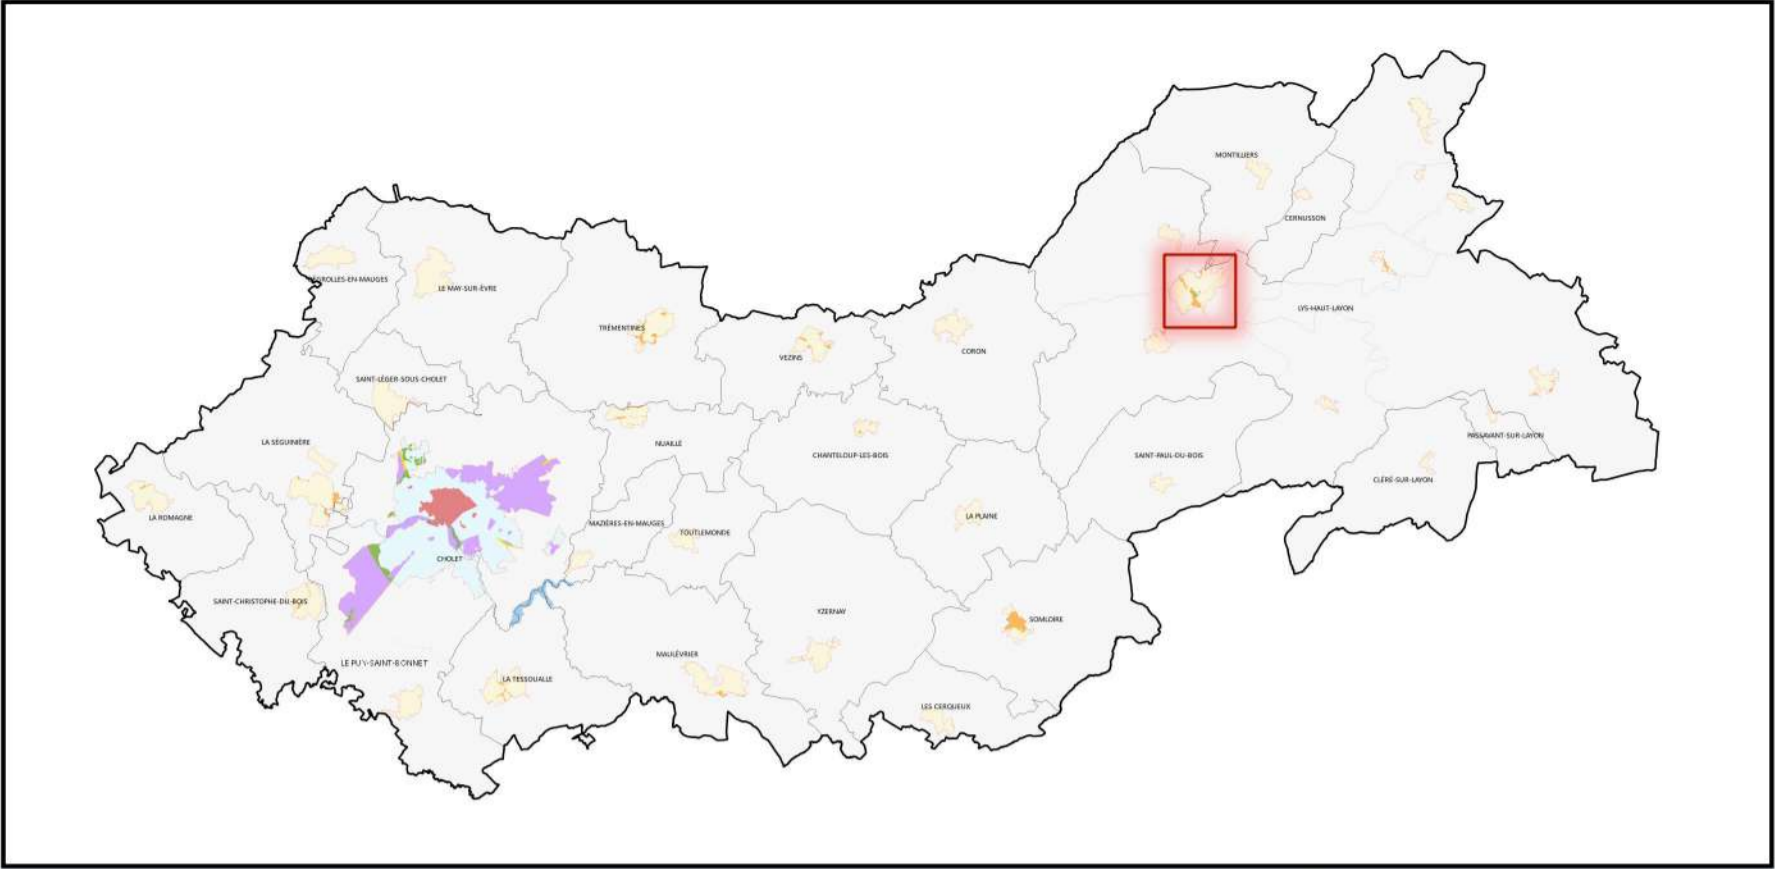 MONTILLIERS
CERNUSSON
BÉGROLLES-EN-MAUGES
LE MAY-SUR-ÈVRE
LYS-HAUT-LAYON
TRÉMENTINES
CORON
VEZINS
SAINT-LÉGER-SOUS-CHOLET
LA SÉGUINIÈRE
NUAILLÉ
PASSAVANT-SUR-LAYON
CHANTELOUP-LES-BOIS
SAINT-PAUL-DU-BOIS
CLÉRÉ-SUR-LAYON
LA ROMAGNE
LA PLAINE
MAZIÈRES-EN-MAUGES
TOUTLEMONDE
CHOLET
SAINT-CHRISTOPHE-DU-BOIS
YZERNAY
SOMLOIRE
MAULÉVRIER
LE PUY-SAINT-BONNET
LA TESSOUALLE
LES CERQUEUX